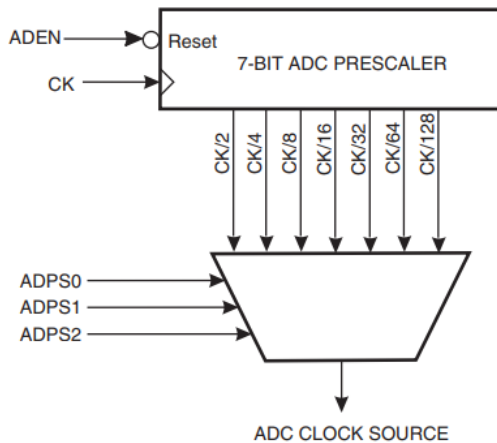 ADEN
Reset
7-BIT ADC PRESCALER
CK
CK/2
CK/4
CK/8
CK/16
CK/32
CK/64
CK/128
ADPS0
ADPS1
ADPS2
ADC CLOCK SOURCE